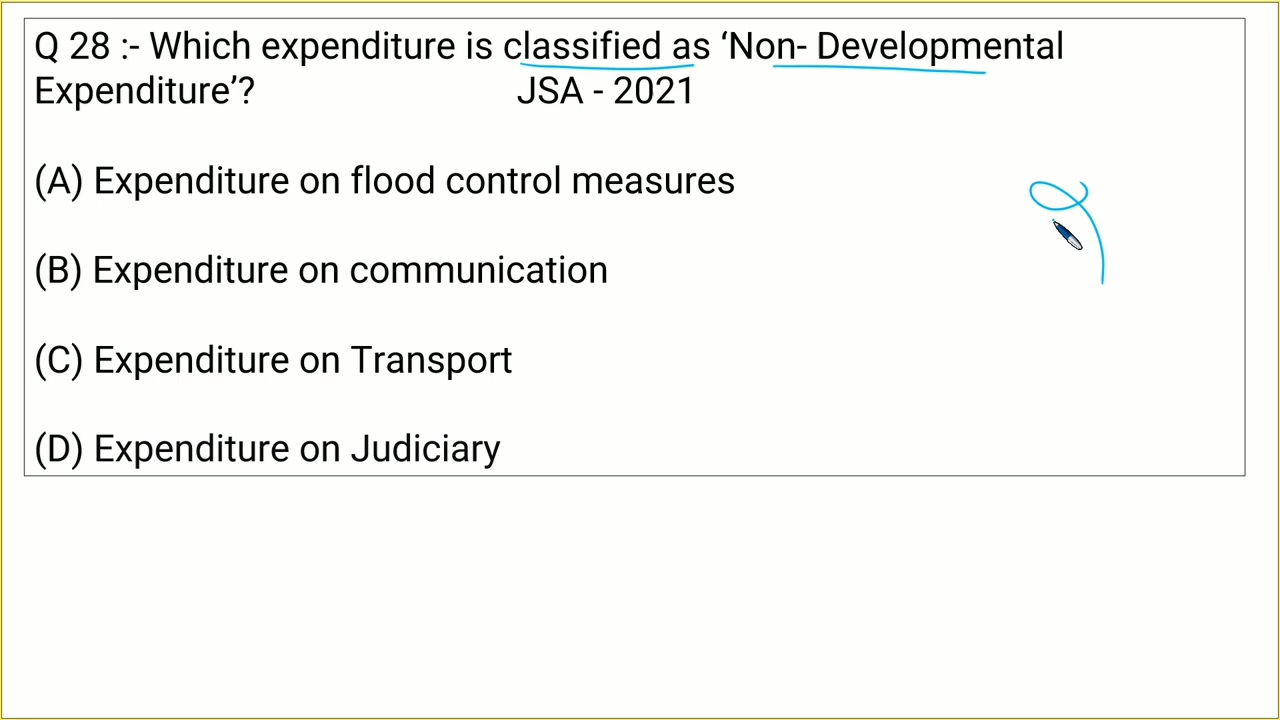 Q 28 :- Which expenditure is classified as ‘Non- Developmental
Expenditure’? JSA - 2021
(A) Expenditure on flood control measures
(B) Expenditure on communication
(C) Expenditure on Transport
(D) Expenditure on Judiciary